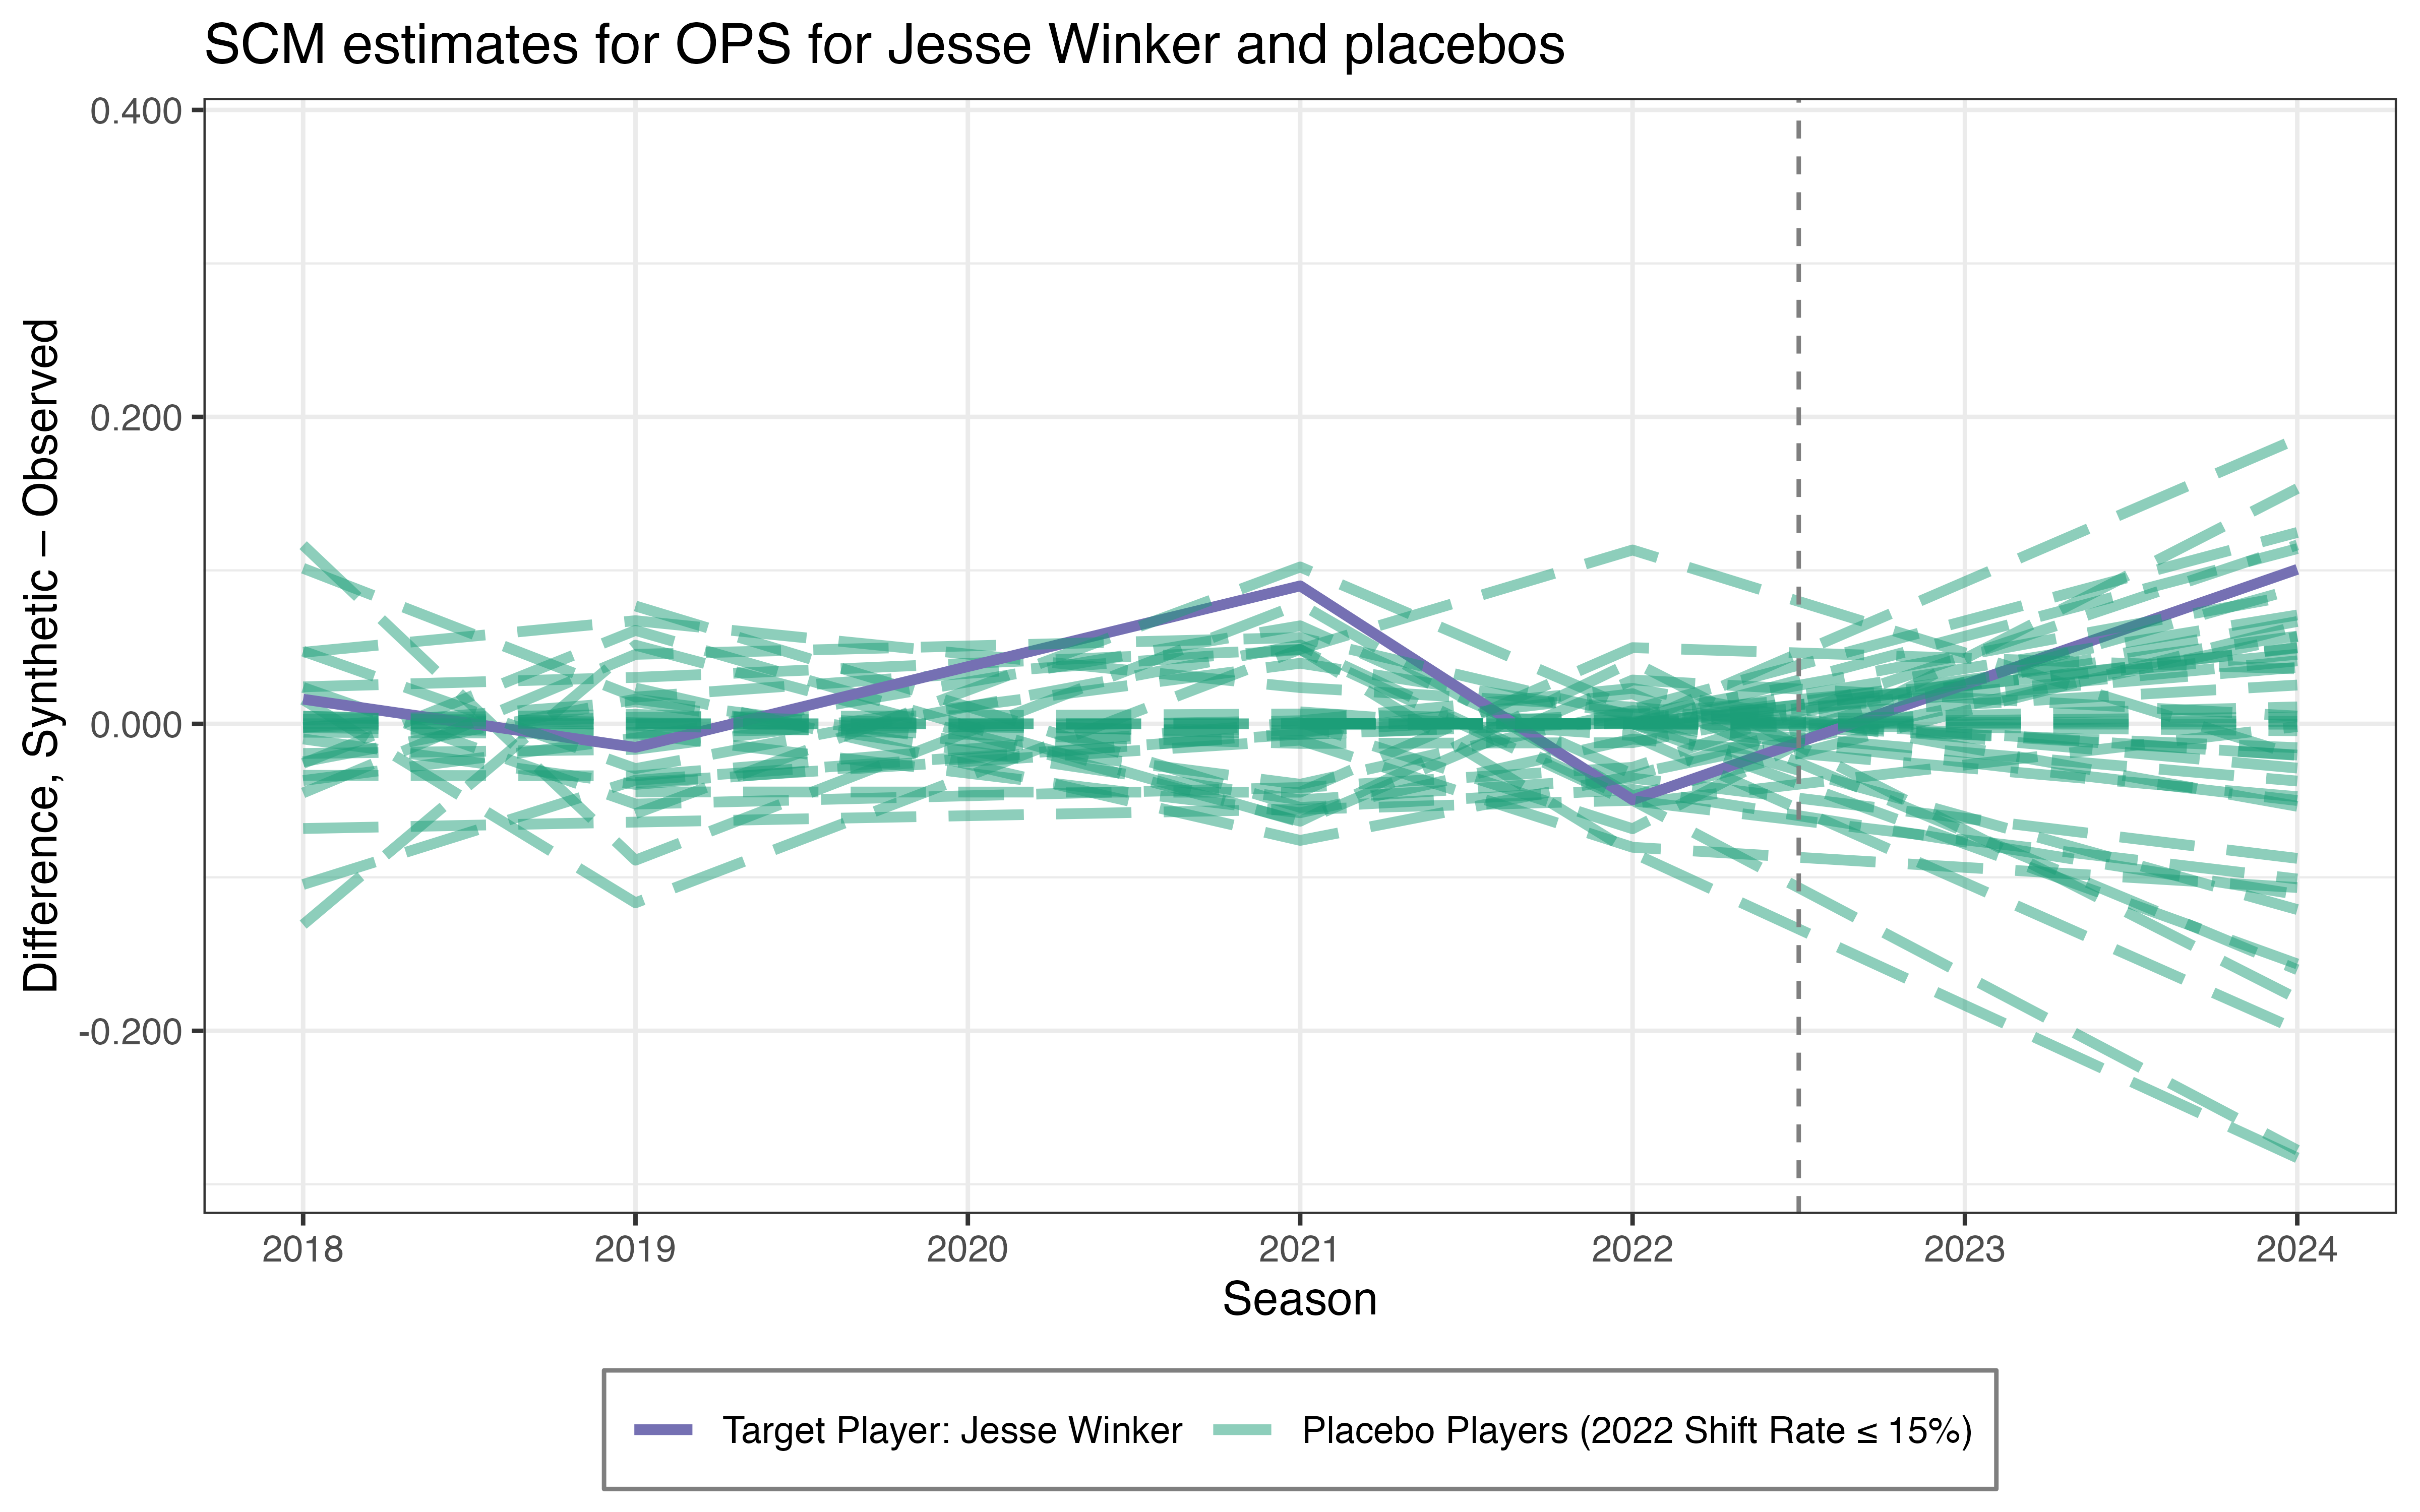 SCM estimates for OPS for Jesse Winker and placebos
Difference, Synthetic – Observed
0.400
0.200
0.000
-0.200
2018 2019 2020 2021 2022 2023 2024
Season
Target Player: Jesse Winker Placebo Players (2022 Shift Rate ≤ 15%)